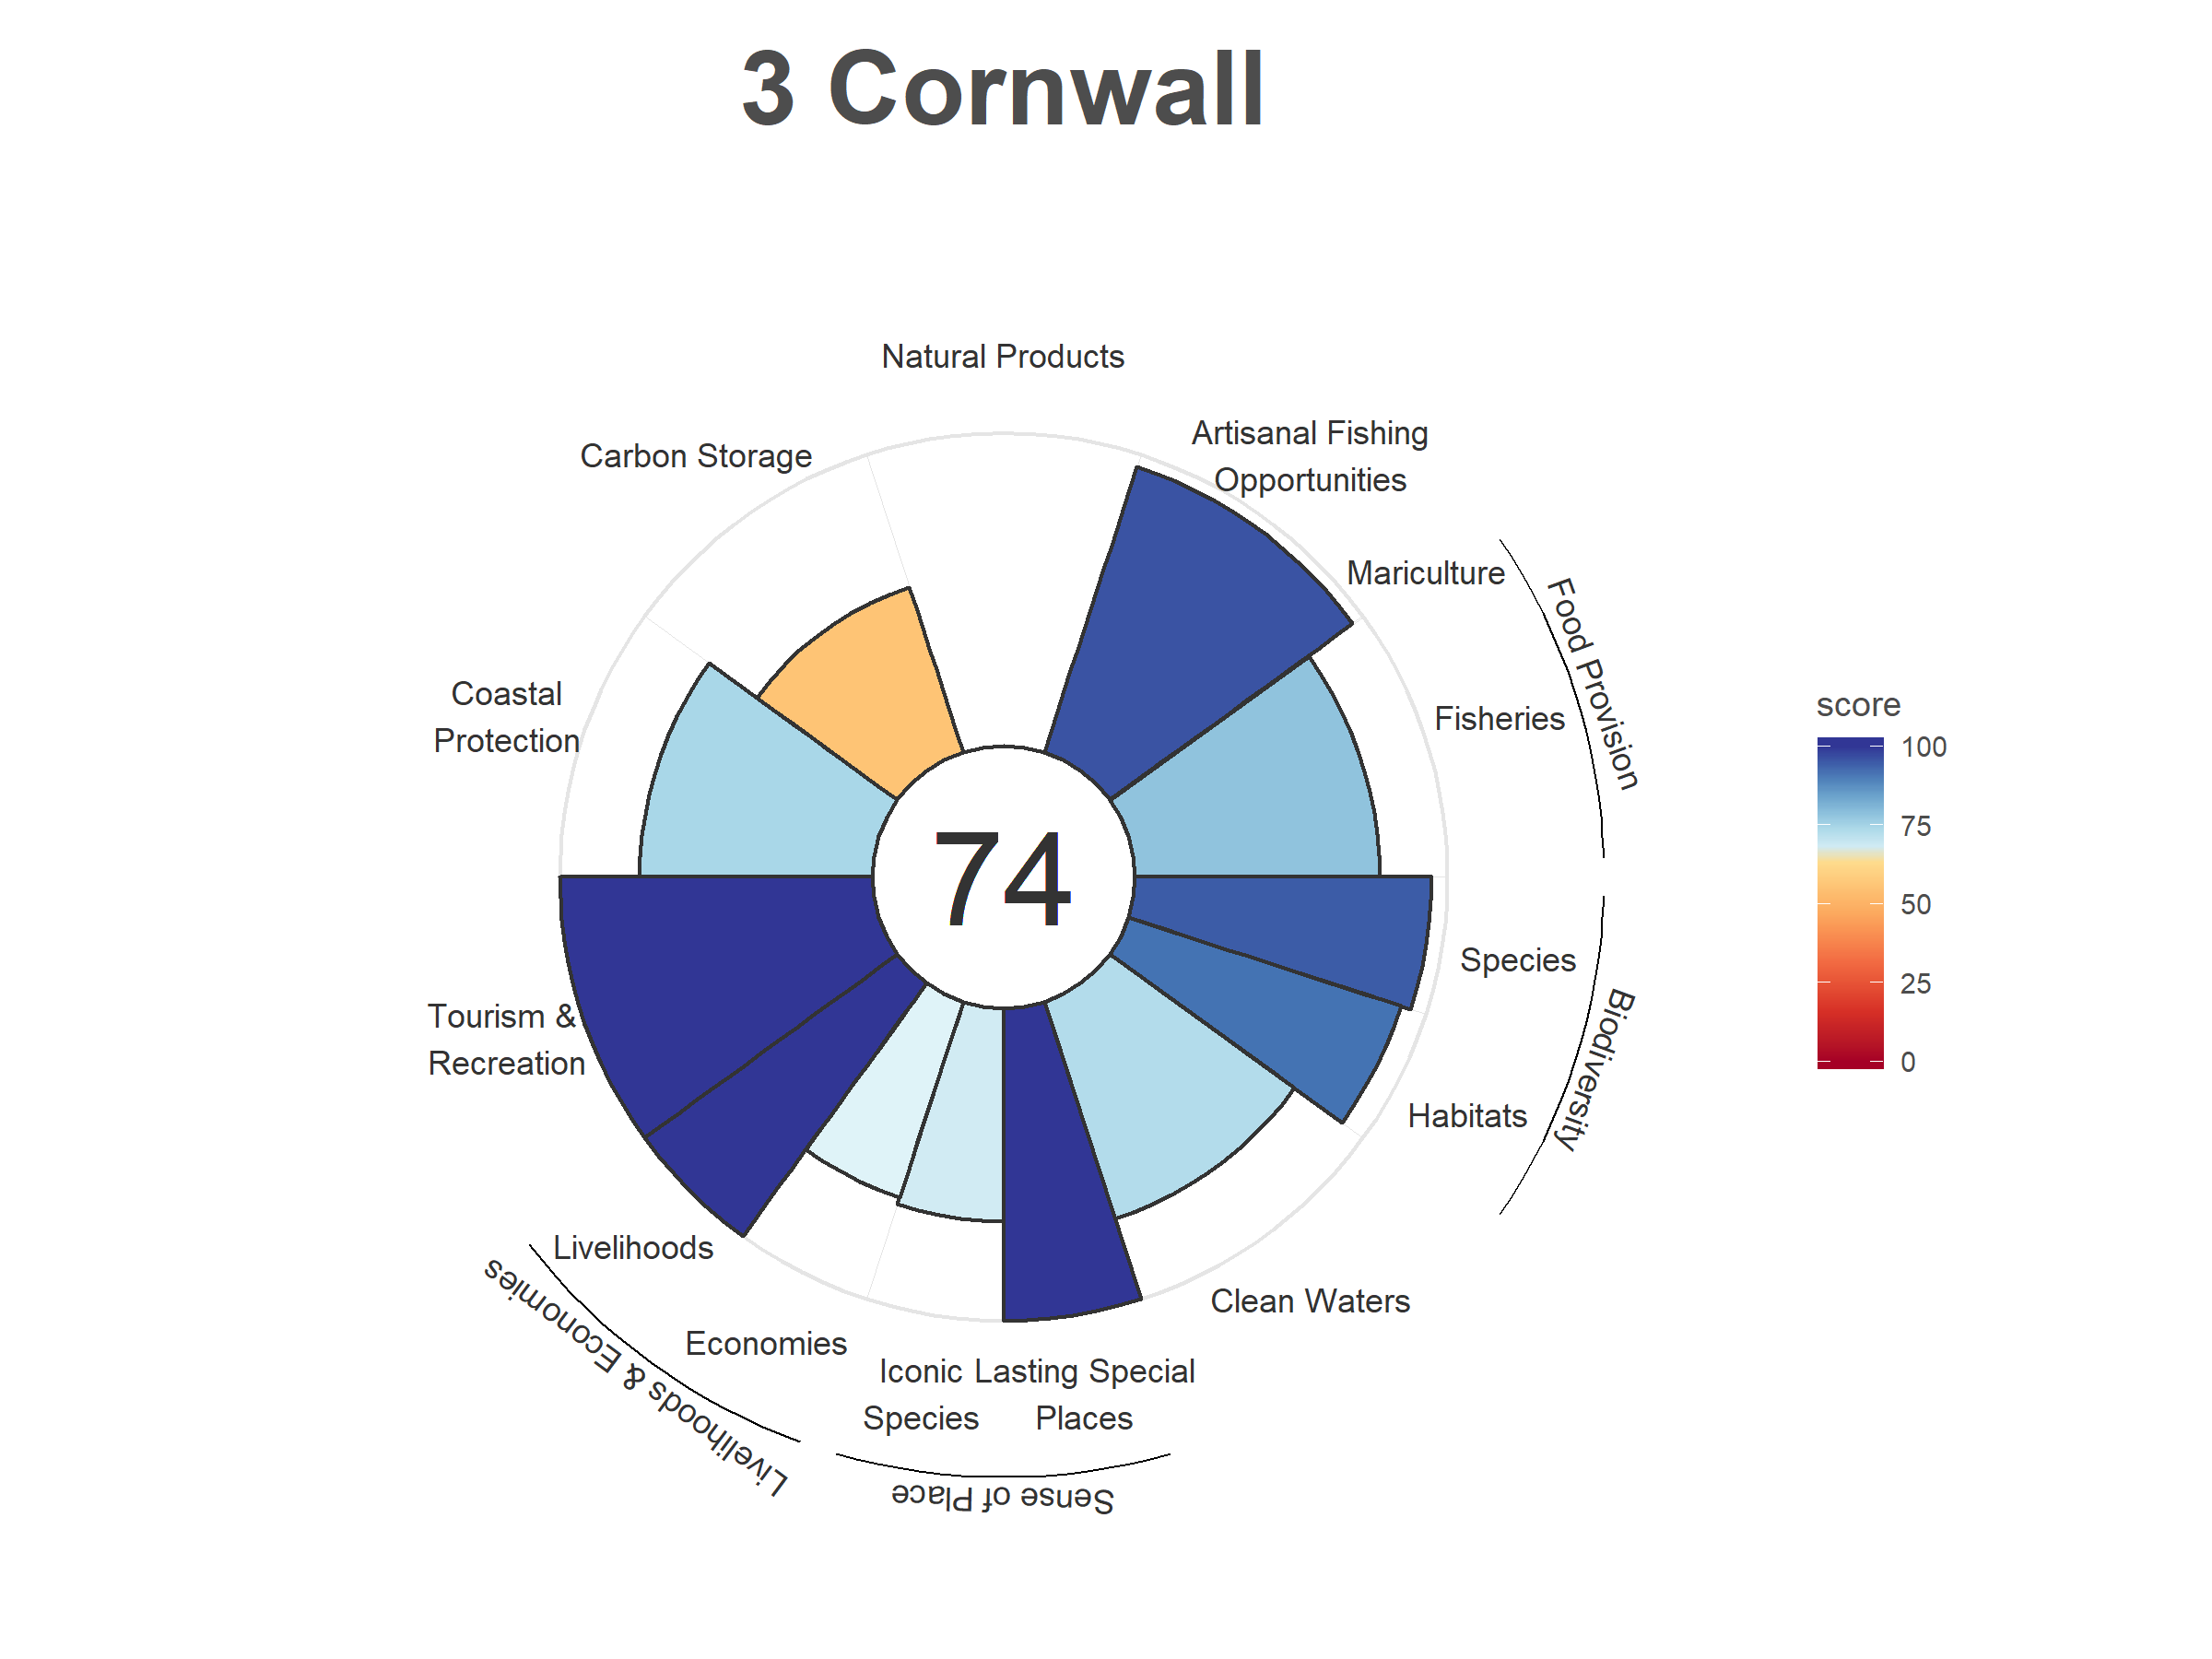 3 Cornwall
Natural Products
Artisanal Fishing
Opportunities
Carbon Storage
Mariculture
Food Provision
Fisheries
Coastal
Protection
score
100
75
50
25
0
74
Species
Biodiversity
Habitats
Tourism &
Recreation
Livelihoods
Livelihoods & Economies
Economies
Clean Waters
Iconic
Species
Lasting Special
Places
Sense of Place